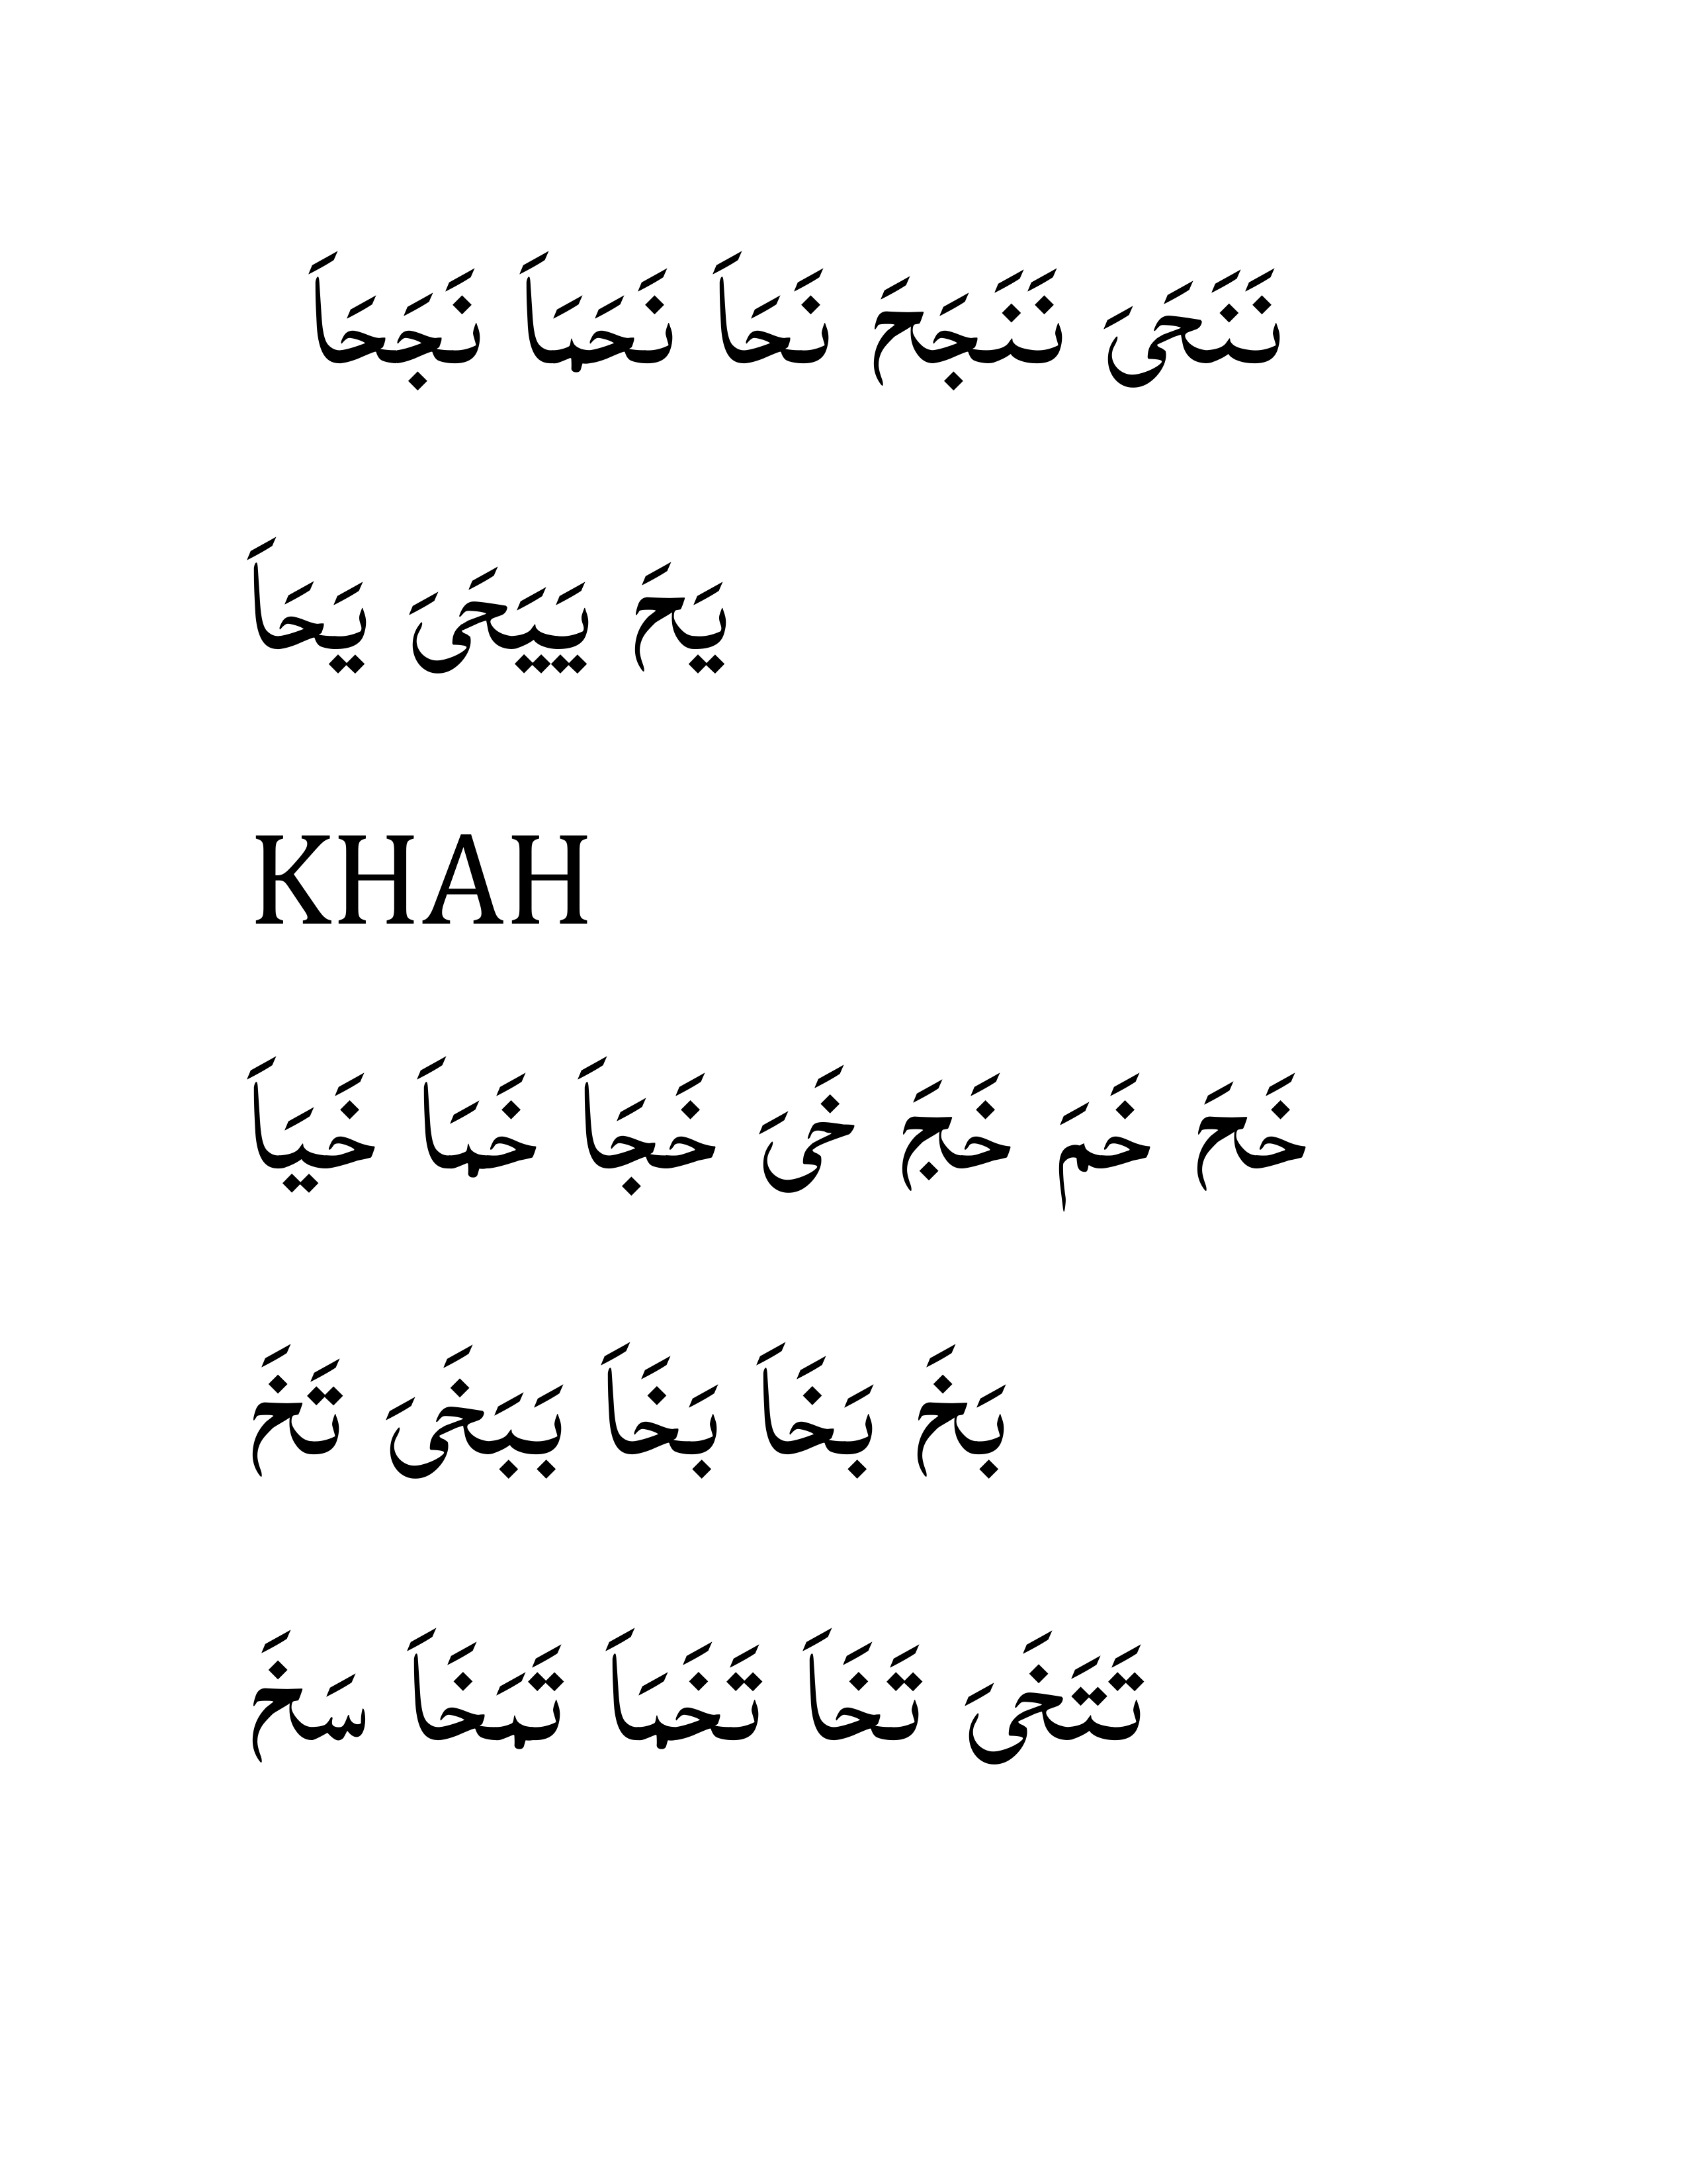 نَنَحَىَ نَنَجَحَ نَحَاَ نَحَمَاَ نَجَحَاَ
يَحَ يَيَحَىَ يَحَاَ
KHAH
خَحَ خَمَ خَجَ خَىَ خَجَاَ خَمَاَ خَيَاَ
بَخَ بَخَاَ بَخَاَ بَبَخَىَ تَخَ
تَتَخَىَ تَخَاَ تَخَمَاَ تَمَخَاَ سَخَ